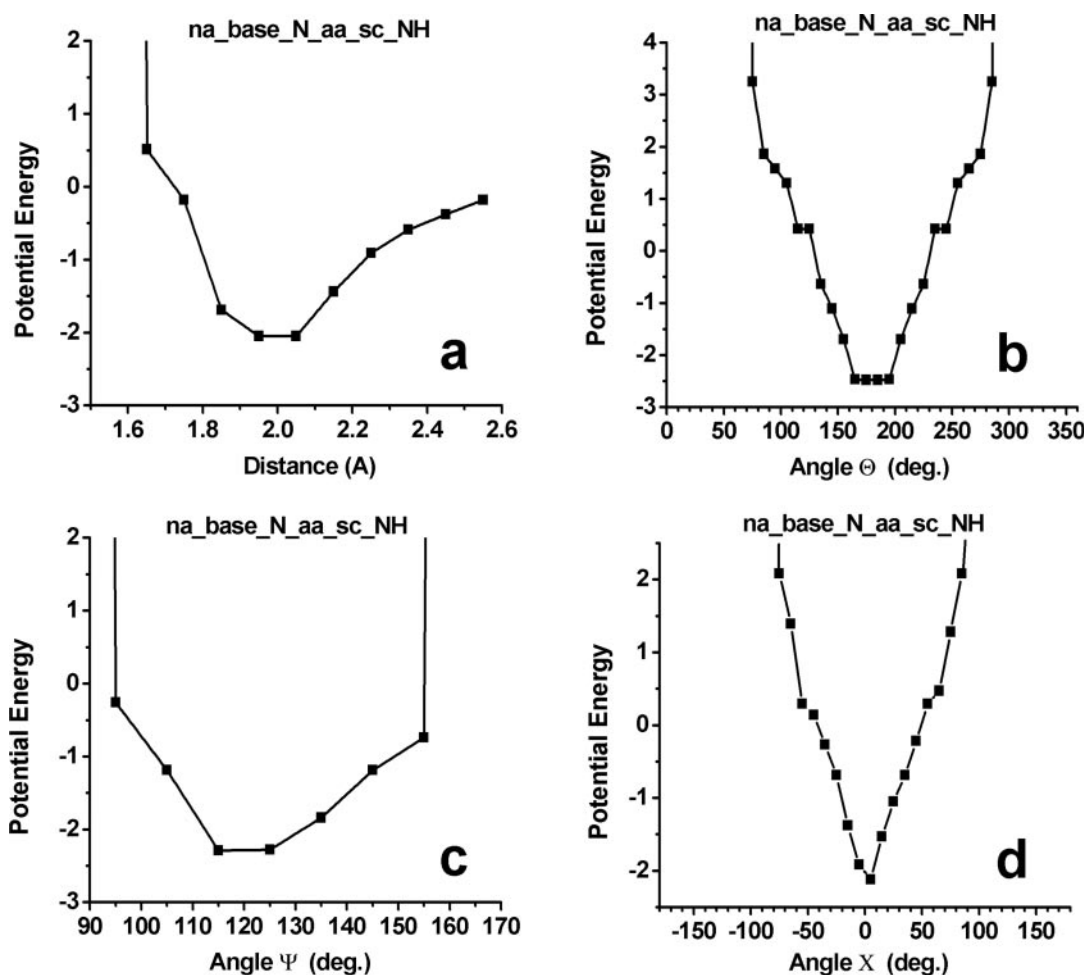 na_base_N_aa_sc_NH
2
1
0
-1
-2
-3
1.6 1.8 2.0 2.2 2.4 2.6
Potential Energy
Distance (A)
a
na_base_N_aa_sc_NH
4
3
2
1
0
-1
-2
-3
0 100 200 300
Potential Energy
Angle Θ (deg.)
b
na_base_N_aa_sc_NH
2
1
0
-1
-2
-3
90 100 110 120 130 140 150 160 170
Potential Energy
Angle Ψ (deg.)
c
na_base_N_aa_sc_NH
2
1
0
-1
-2
-150 -100 -50 0 50 100 150
Potential Energy
Angle X (deg.)
d